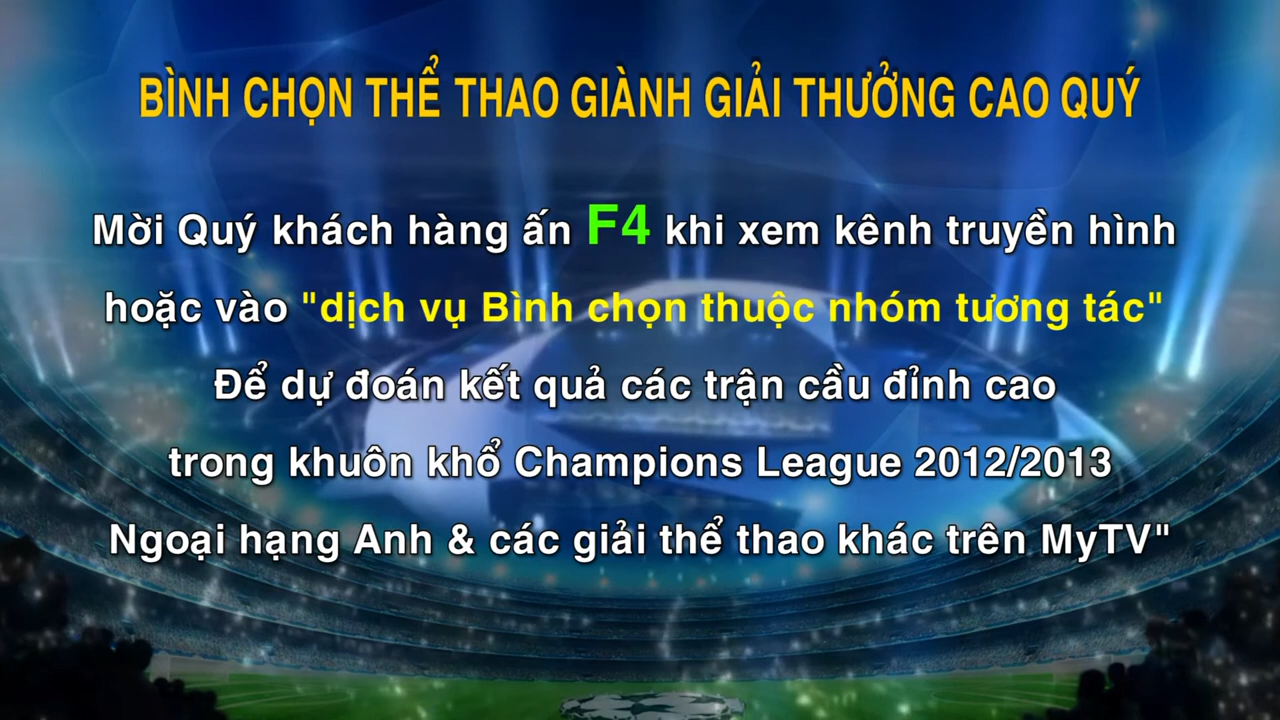 BÌNH CHỌN THỂ THAO GIÀNH GIẢI THƯỞNG CAO QUÝ
Mời Quý khách hàng ấn F4 khi xem kênh truyền hình
hoặc vào "dịch vụ Bình chọn thuộc nhóm tương tác"
Để dự đoán kết quả các trận cầu đỉnh cao
trong khuôn khổ Champions League 2012/2013
Ngoại hạng Anh & các giải thể thao khác trên MyTV"